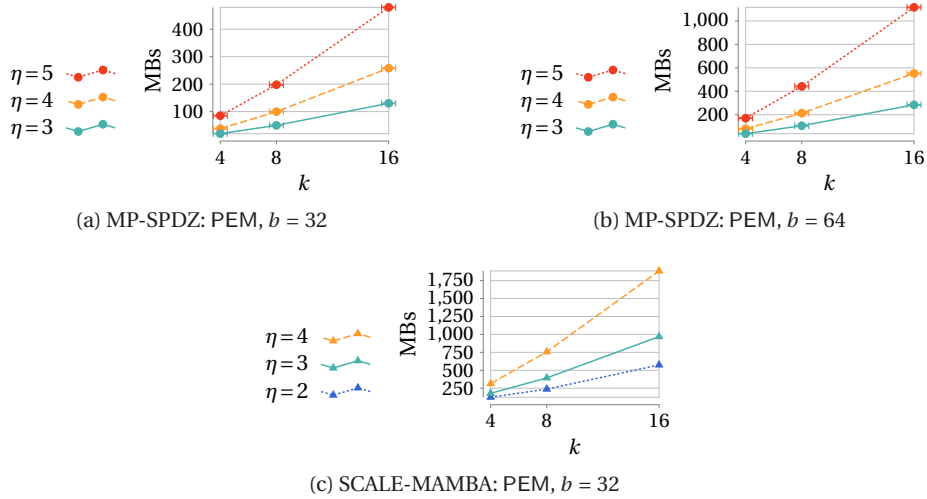 400
300
200
100
MBs
η = 5
η = 4
η = 3
4
8
16
k
(a) MP-SPDZ: PEM, b = 32
1,000
800
600
400
200
MBs
η = 5
η = 4
η = 3
4
8
16
k
(b) MP-SPDZ: PEM, b = 64
1,750
1,500
1,250
1,000
750
500
250
MBs
η = 4
η = 3
η = 2
4
8
16
k
(c) SCALE-MAMBA: PEM, b = 32